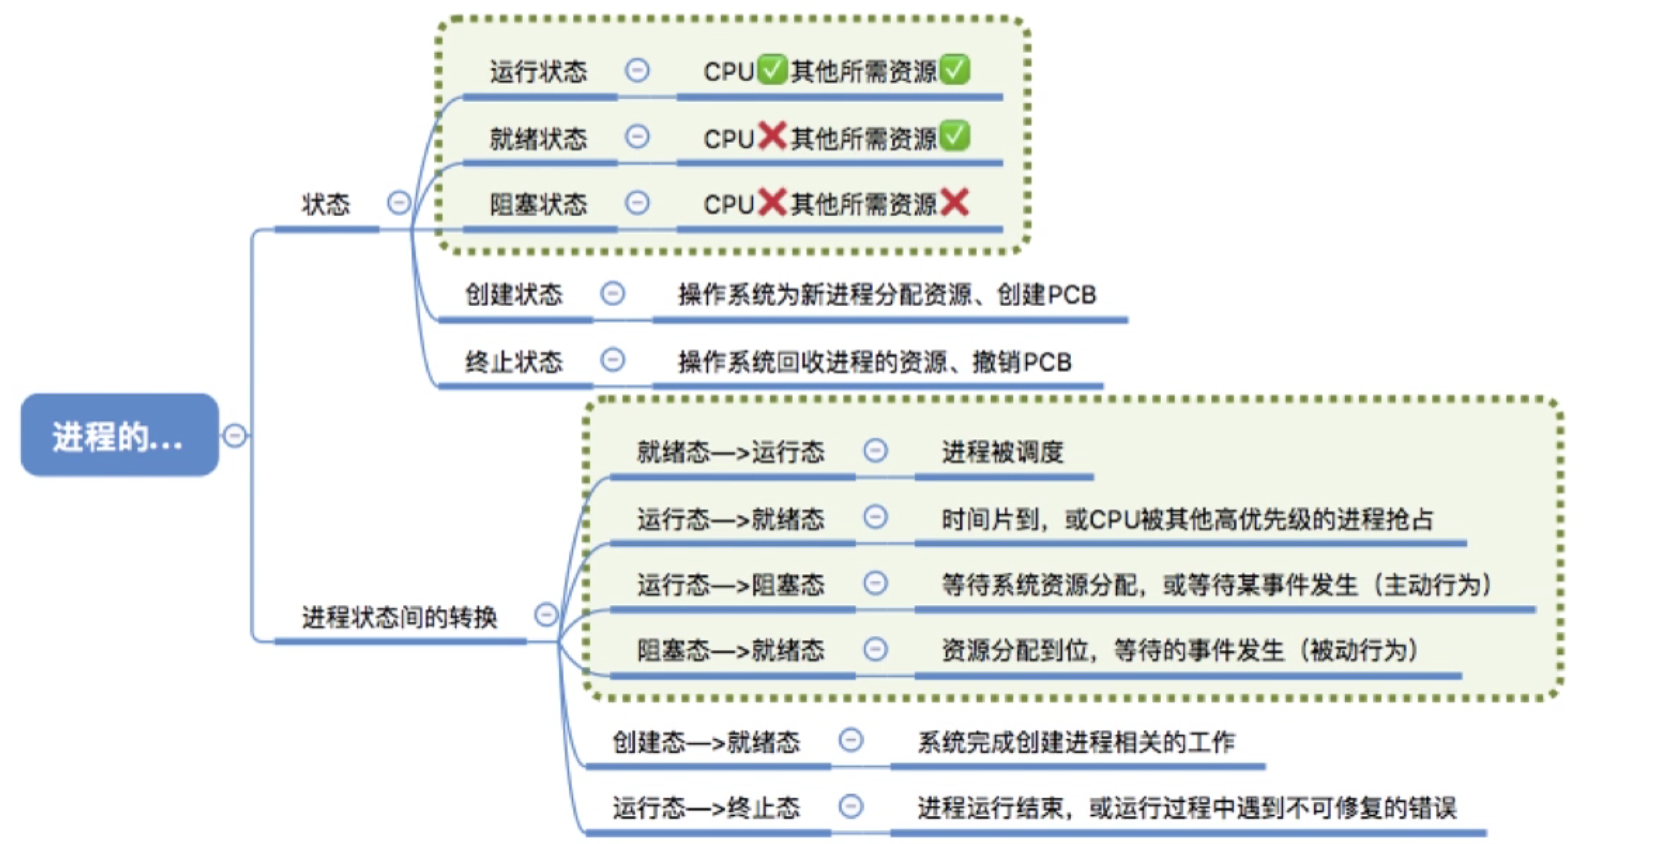 进程的...
状态
运行状态
CPU✅其他所需资源✅
就绪状态
CPU❌其他所需资源✅
阻塞状态
CPU❌其他所需资源❌
创建状态
操作系统为新进程分配资源、创建PCB
终止状态
操作系统回收进程的资源、撤销PCB
进程状态间的转换
就绪态—>运行态
进程被调度
运行态—>就绪态
时间片到，或CPU被其他高优先级的进程抢占
运行态—>阻塞态
等待系统资源分配，或等待某事件发生（主动行为）
阻塞态—>就绪态
资源分配到位，等待的事件发生（被动行为）
创建态—>就绪态
系统完成创建进程相关的工作
运行态—>终止态
进程运行结束，或运行过程中遇到不可修复的错误